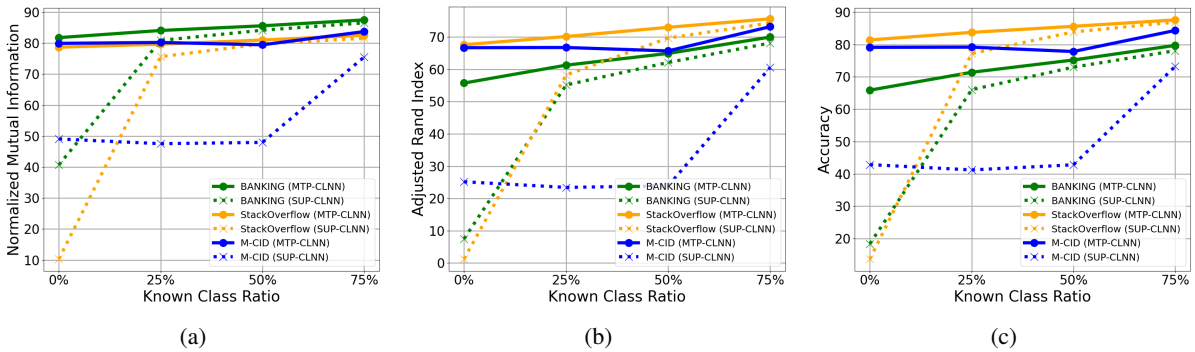 Normalized Mutual Information
90
80
70
60
50
40
30
20
10
0%
25%
50%
75%
Known Class Ratio
BANKING (MTP-CLNN)
BANKING (SUP-CLNN)
StackOverflow (MTP-CLNN)
StackOverflow (SUP-CLNN)
M-CID (MTP-CLNN)
M-CID (SUP-CLNN)
(a)
Adjusted Rand Index
70
60
50
40
30
20
10
0
0%
25%
50%
75%
Known Class Ratio
BANKING (MTP-CLNN)
BANKING (SUP-CLNN)
StackOverflow (MTP-CLNN)
StackOverflow (SUP-CLNN)
M-CID (MTP-CLNN)
M-CID (SUP-CLNN)
(b)
Accuracy
90
80
70
60
50
40
30
20
0%
25%
50%
75%
Known Class Ratio
BANKING (MTP-CLNN)
BANKING (SUP-CLNN)
StackOverflow (MTP-CLNN)
StackOverflow (SUP-CLNN)
M-CID (MTP-CLNN)
M-CID (SUP-CLNN)
(c)